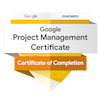 Google
coursera
Google
Project Management
Certificate
Certificate of Completion